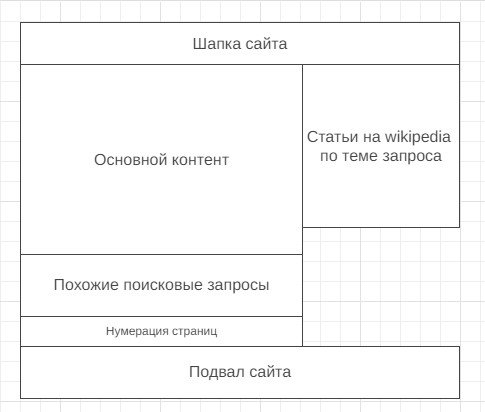 Шапка сайта
Основной контент
Статьи на wikipedia
по теме запроса
Похожие поисковые запросы
Нумерация страниц
Подвал сайта